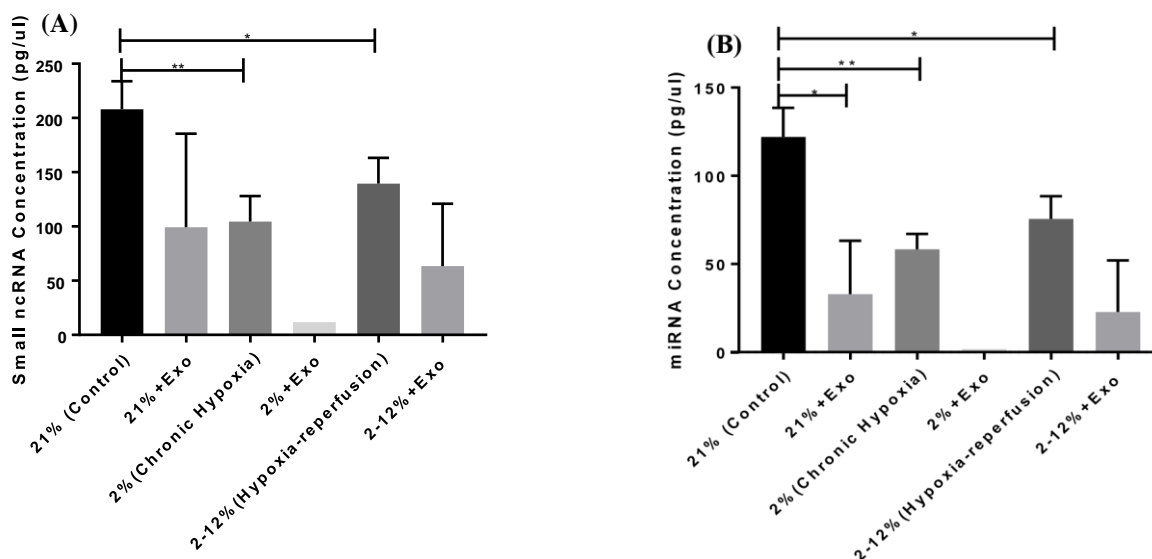 (A)
Small ncRNA Concentration (pg/ul)
250
200
150
100
50
0
*
**
21% (Control)
21%+Exo
2% (Chronic Hypoxia)
2%+Exo
2-12% (Hypoxia-reperfusion)
2-12%+Exo
(B)
miRNA Concentration (pg/ul)
150
100
50
0
*
**
*
21% (Control)
21%+Exo
2% (Chronic Hypoxia)
2%+Exo
2-12% (Hypoxia-reperfusion)
2-12%+Exo